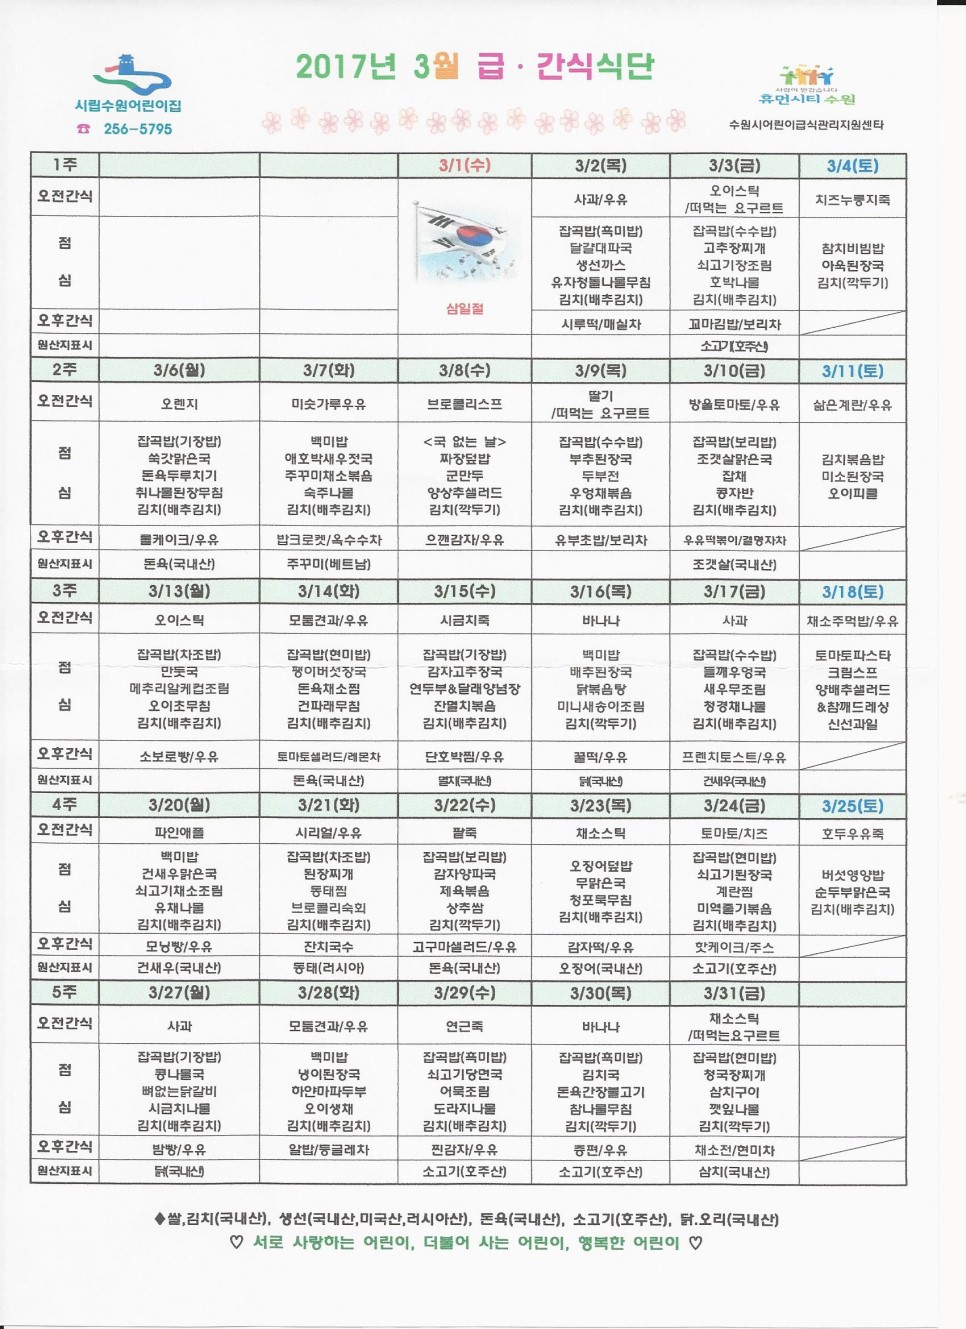 2017년 3월 급·간식식단
시립수원어린이집
☎ 256-5795
사람이 반갑습니다
휴먼시티 수원
수원시어린이급식관리지원센타
1주 3/1(수) 3/2(목) 3/3(금) 3/4(토)
오전간식 사과/우유 오이스틱/떠먹는 요구르트 치즈누룽지죽
점심
삼일절
잡곡밥(흑미밥) 잡곡밥(수수밥)
달걀대파국 고추장찌개 참치비빔밥
생선까스 쇠고기장조림 아욱된장국
유자청돌나물무침 호박나물 김치(깍두기)
김치(배추김치) 김치(배추김치)
오후간식 시루떡/매실차 꼬마김밥/보리차
원산지표시 소고기(호주산)
2주 3/6(월) 3/7(화) 3/8(수) 3/9(목) 3/10(금) 3/11(토)
오전간식 오렌지 미숫가루우유 브로콜리스프 딸기/떠먹는 요구르트 방울토마토/우유 삶은계란/우유
점심
잡곡밥(기장밥) 백미밥 <국 없는 날> 잡곡밥(수수밥) 잡곡밥(보리밥)
쑥갓맑은국 애호박새우젓국 짜장덮밥 부추된장국 조갯살맑은국 김치볶음밥
돈육두루치기 주꾸미채소볶음 군만두 두부전 잡채 미소된장국
취나물된장무침 숙주나물 양상추샐러드 우엉채볶음 콩자반 오이피클
김치(배추김치) 김치(배추김치) 김치(깍두기) 김치(배추김치) 김치(배추김치)
오후간식 롤케이크/우유 밥크로켓/옥수수차 으깬감자/우유 유부초밥/보리차 우유떡볶이/결명자차
원산지표시 돈육(국내산) 주꾸미(베트남) 조갯살(국내산)
3주 3/13(월) 3/14(화) 3/15(수) 3/16(목) 3/17(금) 3/18(토)
오전간식 오이스틱 모둠견과/우유 시금치죽 바나나 사과 채소주먹밥/우유
점심
잡곡밥(차조밥) 잡곡밥(현미밥) 잡곡밥(기장밥) 백미밥 잡곡밥(수수밥) 토마토파스타
만둣국 팽이버섯장국 감자고추장국 배추된장국 들깨우엉국 크림스프
메추리알케첩조림 돈육채소찜 연두부&달래양념장 닭볶음탕 새우무조림 양배추샐러드
오이초무침 건파래무침 잔멸치볶음 미니새송이조림 청경채나물 &참깨드레싱
김치(배추김치) 김치(배추김치) 김치(배추김치) 김치(깍두기) 김치(배추김치) 신선과일
오후간식 소보로빵/우유 토마토샐러드/레몬차 단호박찜/우유 꿀떡/우유 프렌치토스트/우유
원산지표시 돈육(국내산) 멸치(국내산) 닭(국내산) 건새우(국내산)
4주 3/20(월) 3/21(화) 3/22(수) 3/23(목) 3/24(금) 3/25(토)
오전간식 파인애플 시리얼/우유 팥죽 채소스틱 토마토/치즈 호두우유죽
점심
백미밥 잡곡밥(차조밥) 잡곡밥(보리밥) 오징어덮밥 잡곡밥(현미밥)
건새우맑은국 된장찌개 감자양파국 무맑은국 쇠고기된장국 버섯영양밥
쇠고기채소조림 동태찜 제육볶음 청포묵무침 계란찜 순두부맑은국
유채나물 브로콜리숙회 상추쌈 김치(배추김치) 미역줄기볶음 김치(배추김치)
김치(배추김치) 김치(배추김치) 김치(깍두기) 김치(배추김치)
오후간식 모닝빵/우유 잔치국수 고구마샐러드/우유 감자떡/우유 핫케이크/주스
원산지표시 건새우(국내산) 동태(러시아) 돈육(국내산) 오징어(국내산) 소고기(호주산)
5주 3/27(월) 3/28(화) 3/29(수) 3/30(목) 3/31(금)
오전간식 사과 모둠견과/우유 연근죽 바나나 채소스틱/떠먹는요구르트
점심
잡곡밥(기장밥) 백미밥 잡곡밥(흑미밥) 잡곡밥(흑미밥) 잡곡밥(현미밥)
콩나물국 냉이된장국 쇠고기당면국 김치국 청국장찌개
뼈없는닭갈비 하얀마파두부 어묵조림 돈육간장불고기 삼치구이
시금치나물 오이생채 도라지나물 참나물무침 깻잎나물
김치(배추김치) 김치(배추김치) 김치(배추김치) 김치(깍두기) 김치(깍두기)
오후간식 밤빵/우유 알밥/둥글레차 찐감자/우유 증편/우유 채소전/현미차
원산지표시 닭(국내산) 소고기(호주산) 소고기(호주산) 삼치(국내산)
♦쌀,김치(국내산), 생선(국내산,미국산,러시아산), 돈육(국내산), 소고기(호주산), 닭.오리(국내산)
♡ 서로 사랑하는 어린이, 더불어 사는 어린이, 행복한 어린이 ♡